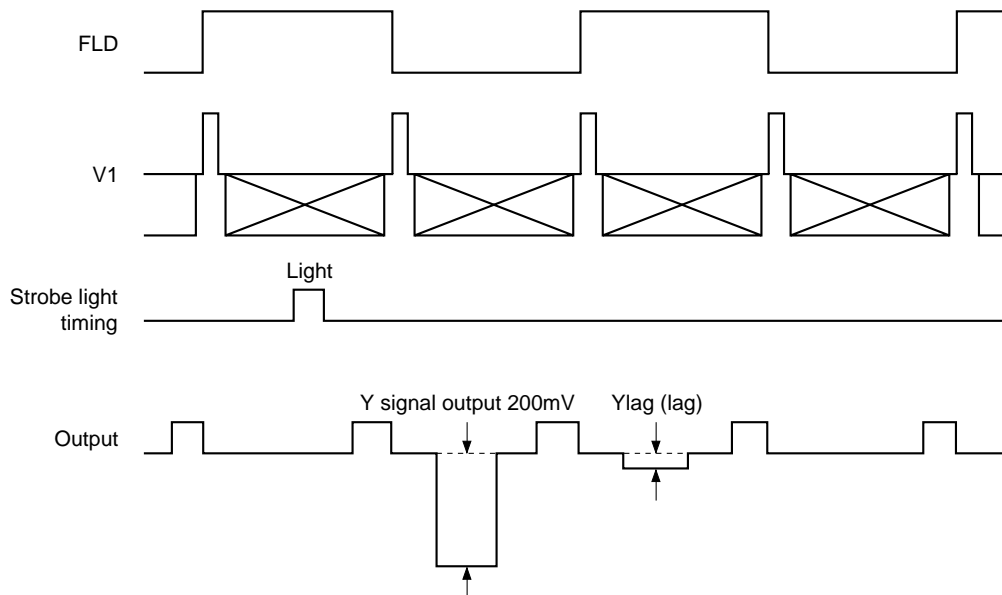 FLD
V1
Light
Strobe light
timing
Y signal output 200mV
Ylag (lag)
Output